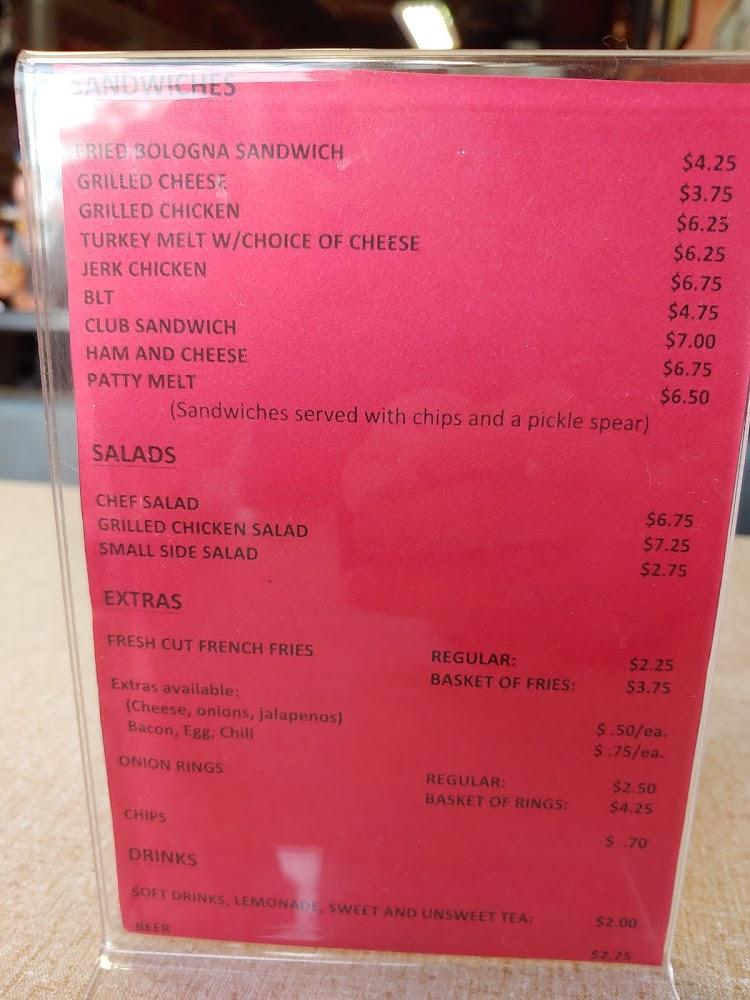 SANDWICHES
FRIED BOLOGNA SANDWICH $4.25
GRILLED CHEESE $3.75
GRILLED CHICKEN $6.25
TURKEY MELT W/CHOICE OF CHEESE $6.25
JERK CHICKEN $6.75
BLT $4.75
CLUB SANDWICH $7.00
HAM AND CHEESE $6.75
PATTY MELT $6.50
(Sandwiches served with chips and a pickle spear)
SALADS
CHEF SALAD $6.75
GRILLED CHICKEN SALAD $7.25
SMALL SIDE SALAD $2.75
EXTRAS
FRESH CUT FRENCH FRIES REGULAR: $2.25
BASKET OF FRIES: $3.75
Extras available:
(Cheese, onions, jalapenos) $ .50/ea.
Bacon, Egg, Chili $ .75/ea.
ONION RINGS REGULAR: $2.50
BASKET OF RINGS: $4.25
CHIPS $ .70
DRINKS
SOFT DRINKS, LEMONADE, SWEET AND UNSWEET TEA: $2.00
BEER $2.75